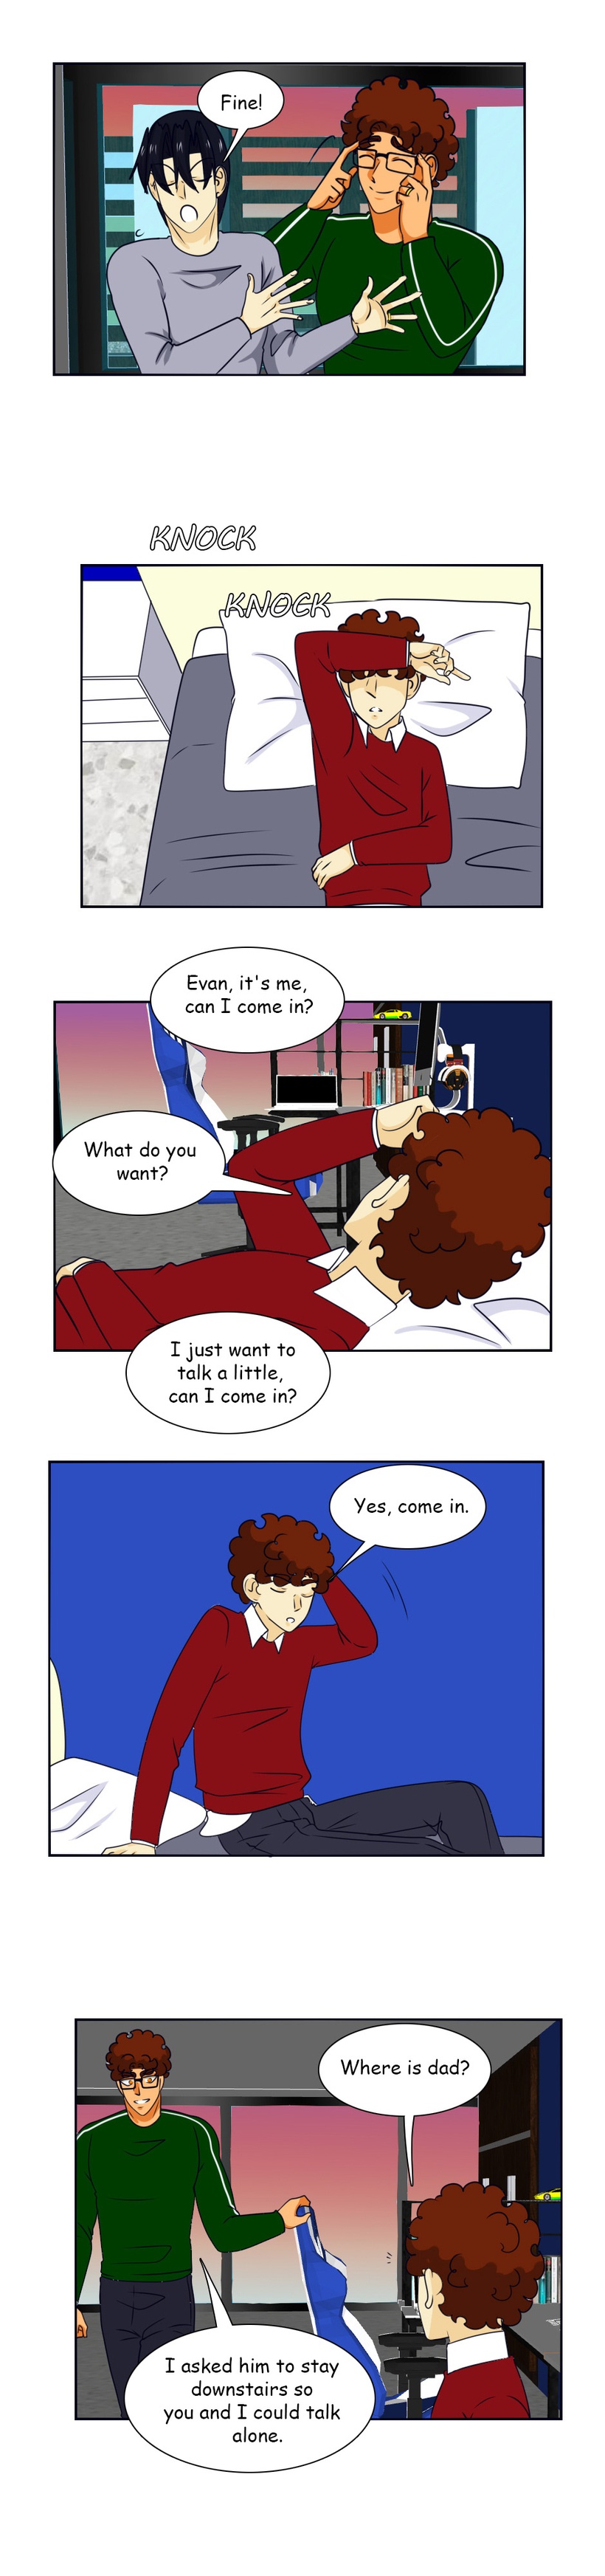 Fine!
KNOCK
KNOCK
Evan, it's me,
can I come in?
What do you
want?
I just want to
talk a little,
can I come in?
Yes, come in.
Where is dad?
I asked him to stay
downstairs so
you and I could talk
alone.